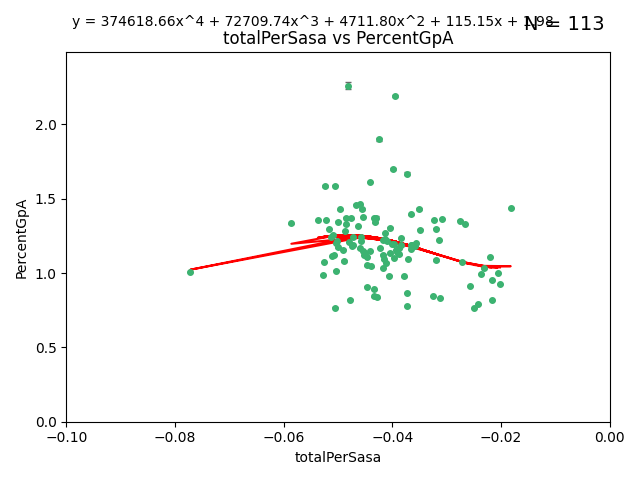 y = 374618.66x^4 + 72709.74x^3 + 4711.80x^2 + 115.15x + 1.98
N = 113
totalPerSasa vs PercentGpA
PercentGpA
2.0
1.5
1.0
0.5
0.0
−0.10 −0.08 −0.06 −0.04 −0.02 0.00
totalPerSasa